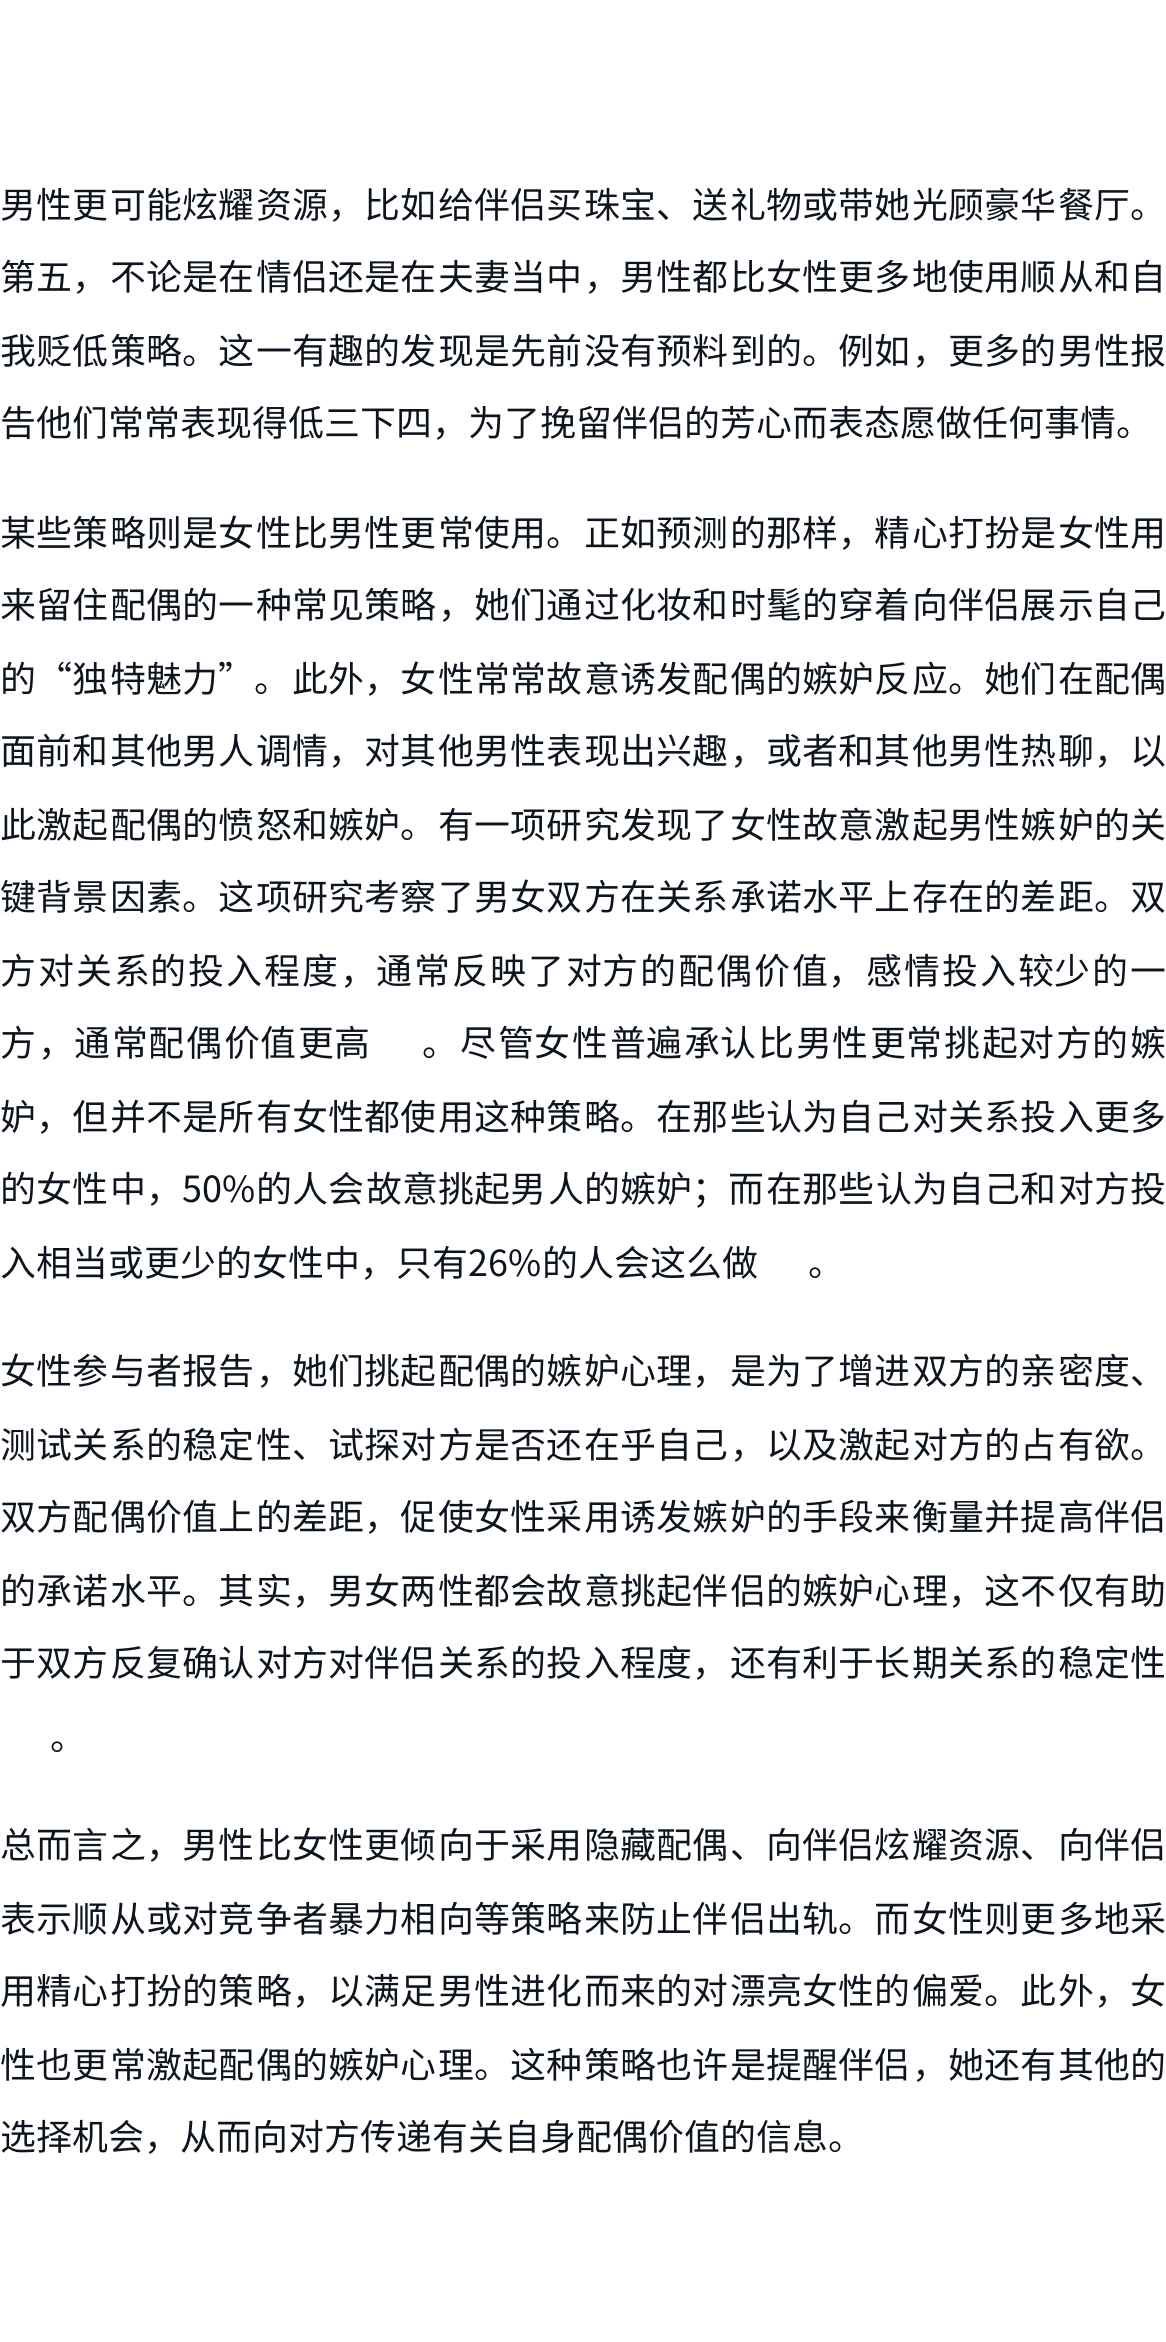 男性更可能炫耀资源，比如给伴侣买珠宝、送礼物或带她光顾豪华餐厅。
第五，不论是在情侣还是在夫妻当中，男性都比女性更多地使用顺从和自
我贬低策略。这一有趣的发现是先前没有预料到的。例如，更多的男性报
告他们常常表现得低三下四，为了挽留伴侣的芳心而表态愿做任何事情。
某些策略则是女性比男性更常使用。正如预测的那样，精心打扮是女性用
来留住配偶的一种常见策略，她们通过化妆和时髦的穿着向伴侣展示自己
的“独特魅力”。此外，女性常常故意诱发配偶的嫉妒反应。她们在配偶
面前和其他男人调情，对其他男性表现出兴趣，或者和其他男性热聊，以
此激起配偶的愤怒和嫉妒。有一项研究发现了女性故意激起男性嫉妒的关
键背景因素。这项研究考察了男女双方在关系承诺水平上存在的差距。双
方对关系的投入程度，通常反映了对方的配偶价值，感情投入较少的一
方，通常配偶价值更高　。尽管女性普遍承认比男性更常挑起对方的嫉
妒，但并不是所有女性都使用这种策略。在那些认为自己对关系投入更多
的女性中，50%的人会故意挑起男人的嫉妒；而在那些认为自己和对方投
入相当或更少的女性中，只有26%的人会这么做　。
女性参与者报告，她们挑起配偶的嫉妒心理，是为了增进双方的亲密度、
测试关系的稳定性、试探对方是否还在乎自己，以及激起对方的占有欲。
双方配偶价值上的差距，促使女性采用诱发嫉妒的手段来衡量并提高伴侣
的承诺水平。其实，男女两性都会故意挑起伴侣的嫉妒心理，这不仅有助
于双方反复确认对方对伴侣关系的投入程度，还有利于长期关系的稳定性
。
总而言之，男性比女性更倾向于采用隐藏配偶、向伴侣炫耀资源、向伴侣
表示顺从或对竞争者暴力相向等策略来防止伴侣出轨。而女性则更多地采
用精心打扮的策略，以满足男性进化而来的对漂亮女性的偏爱。此外，女
性也更常激起配偶的嫉妒心理。这种策略也许是提醒伴侣，她还有其他的
选择机会，从而向对方传递有关自身配偶价值的信息。